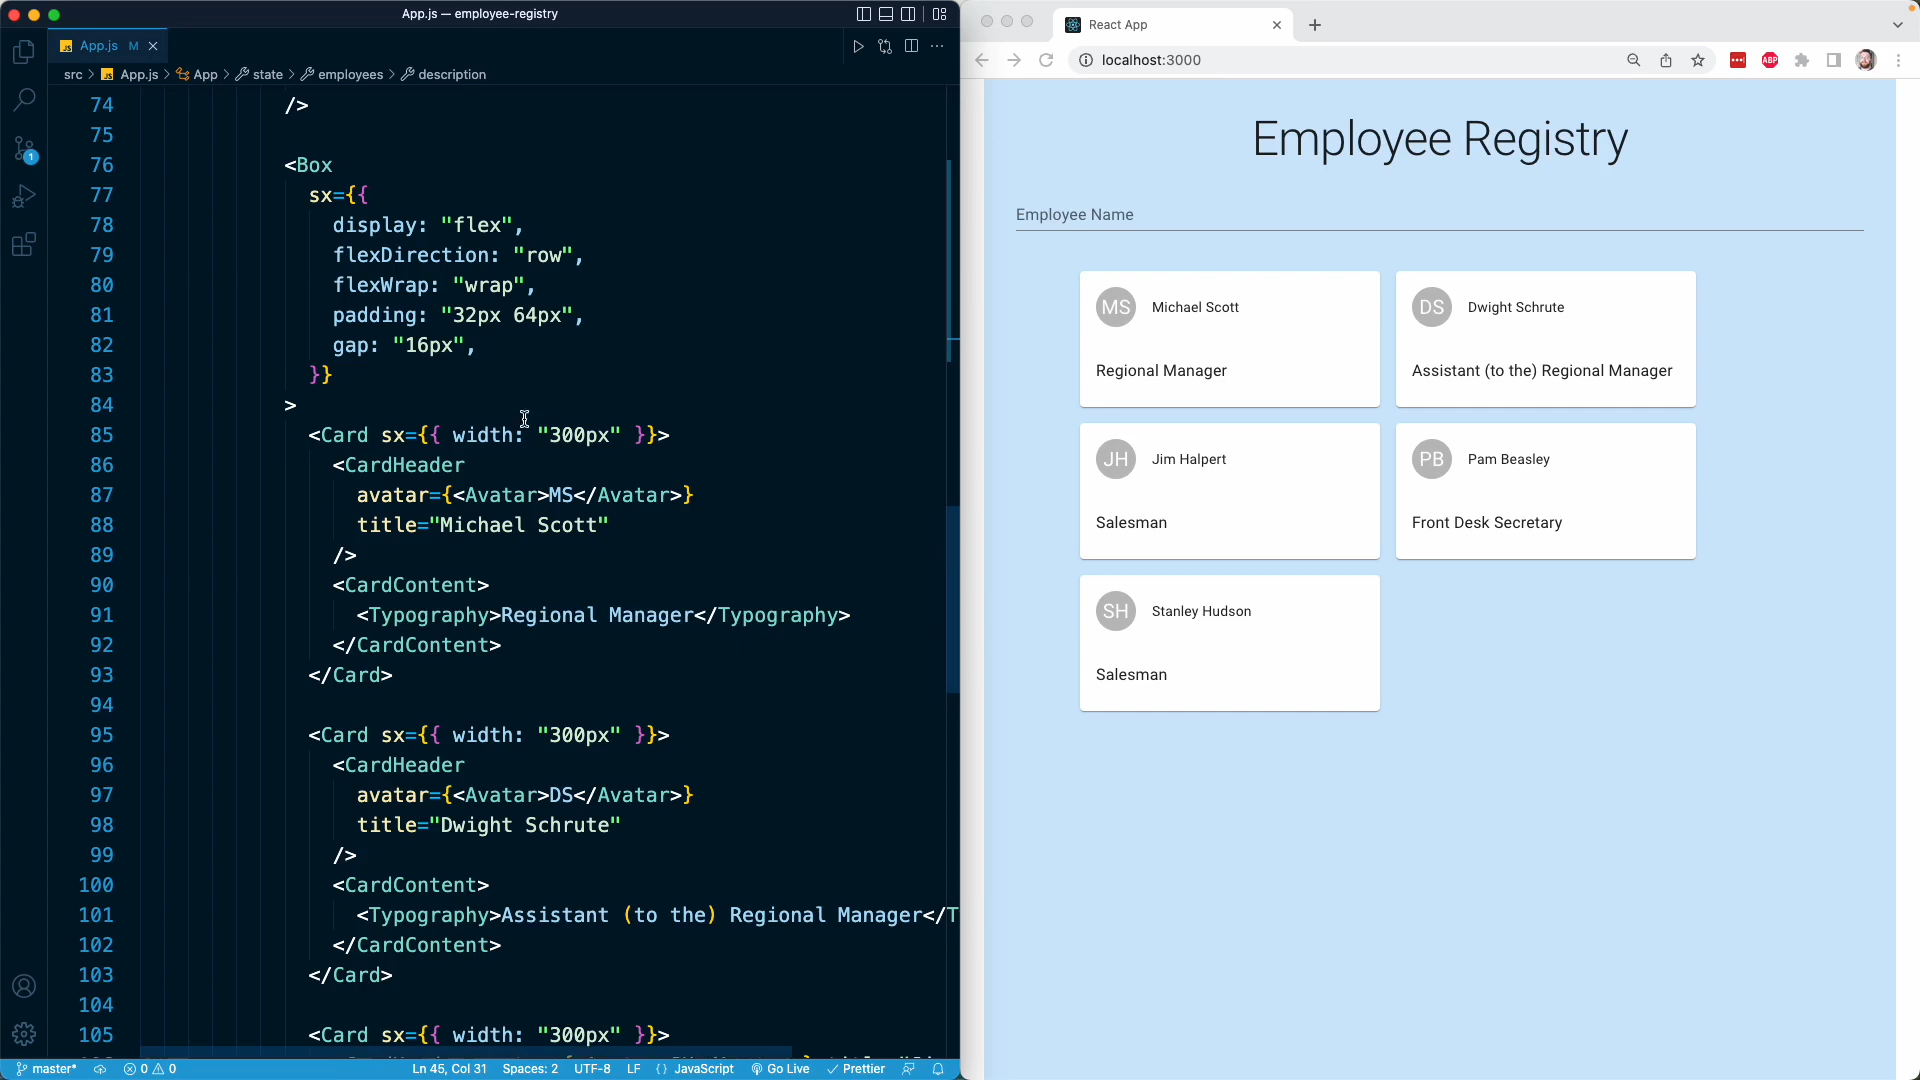 App.js — employee-registry
App.js M
src > App.js > App > state > employees > description
74 />
75
76 <Box
77 sx={{
78 display: "flex",
79 flexDirection: "row",
80 flexWrap: "wrap",
81 padding: "32px 64px",
82 gap: "16px",
83 }}
84 >
85 <Card sx={{ width: "300px" }}>
86 <CardHeader
87 avatar={<Avatar>MS</Avatar>}
88 title="Michael Scott"
89 />
90 <CardContent>
91 <Typography>Regional Manager</Typography>
92 </CardContent>
93 </Card>
94
95 <Card sx={{ width: "300px" }}>
96 <CardHeader
97 avatar={<Avatar>DS</Avatar>}
98 title="Dwight Schrute"
99 />
100 <CardContent>
101 <Typography>Assistant (to the) Regional Manager</T
102 </CardContent>
103 </Card>
104
105 <Card sx={{ width: "300px" }}>
1
master* 0 0 Ln 45, Col 31 Spaces: 2 UTF-8 LF {} JavaScript Go Live Prettier
React App
localhost:3000
ABP
Employee Registry
Employee Name
MS Michael Scott
Regional Manager
DS Dwight Schrute
Assistant (to the) Regional Manager
JH Jim Halpert
Salesman
PB Pam Beasley
Front Desk Secretary
SH Stanley Hudson
Salesman